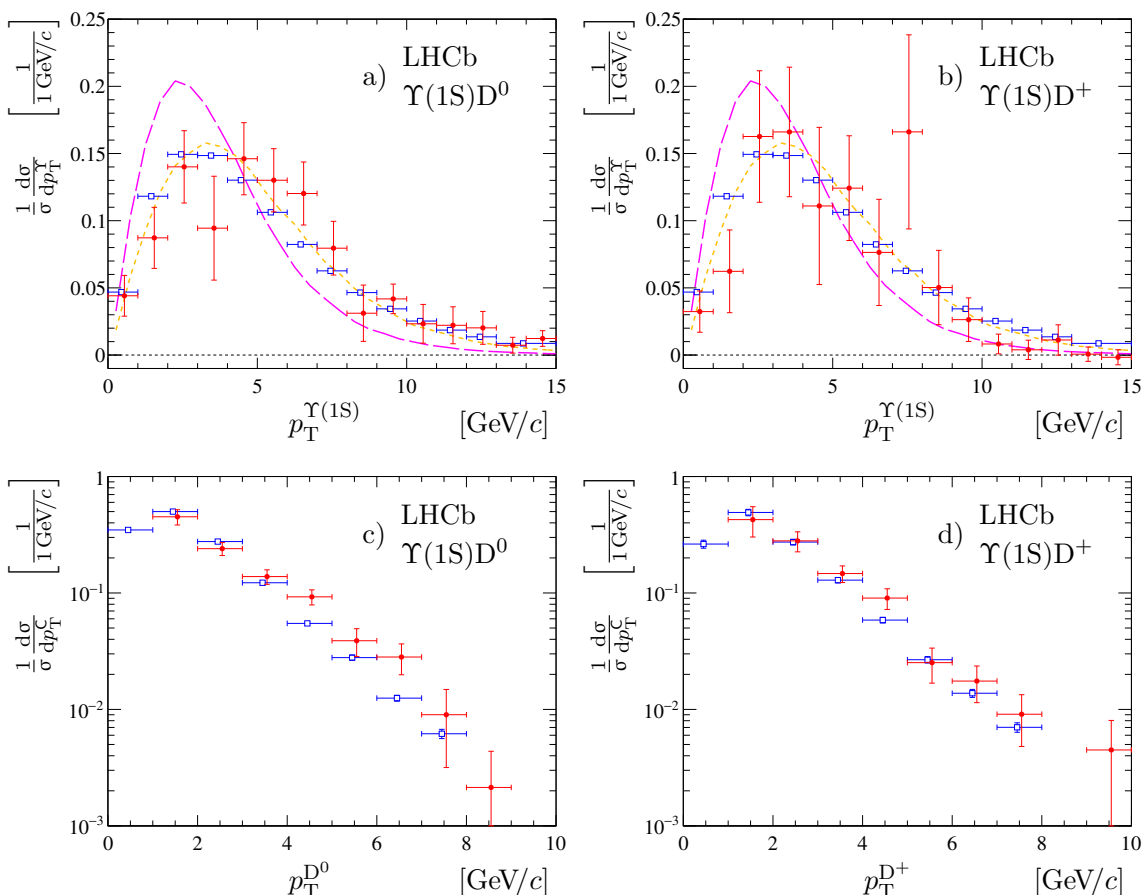 0.25
0.2
0.15
0.1
0.05
0
0 5 10 15
1/σ dσ/dp_T^Υ [1/1 GeV/c]
a) LHCb
Υ(1S)D⁰
p_T^Υ(1S) [GeV/c]
0.25
0.2
0.15
0.1
0.05
0
0 5 10 15
1/σ dσ/dp_T^Υ [1/1 GeV/c]
b) LHCb
Υ(1S)D⁺
p_T^Υ(1S) [GeV/c]
1
10⁻¹
10⁻²
10⁻³
0 2 4 6 8 10
1/σ dσ/dp_T^C [1/1 GeV/c]
c) LHCb
Υ(1S)D⁰
p_T^D⁰ [GeV/c]
1
10⁻¹
10⁻²
10⁻³
0 2 4 6 8 10
1/σ dσ/dp_T^C [1/1 GeV/c]
d) LHCb
Υ(1S)D⁺
p_T^D⁺ [GeV/c]